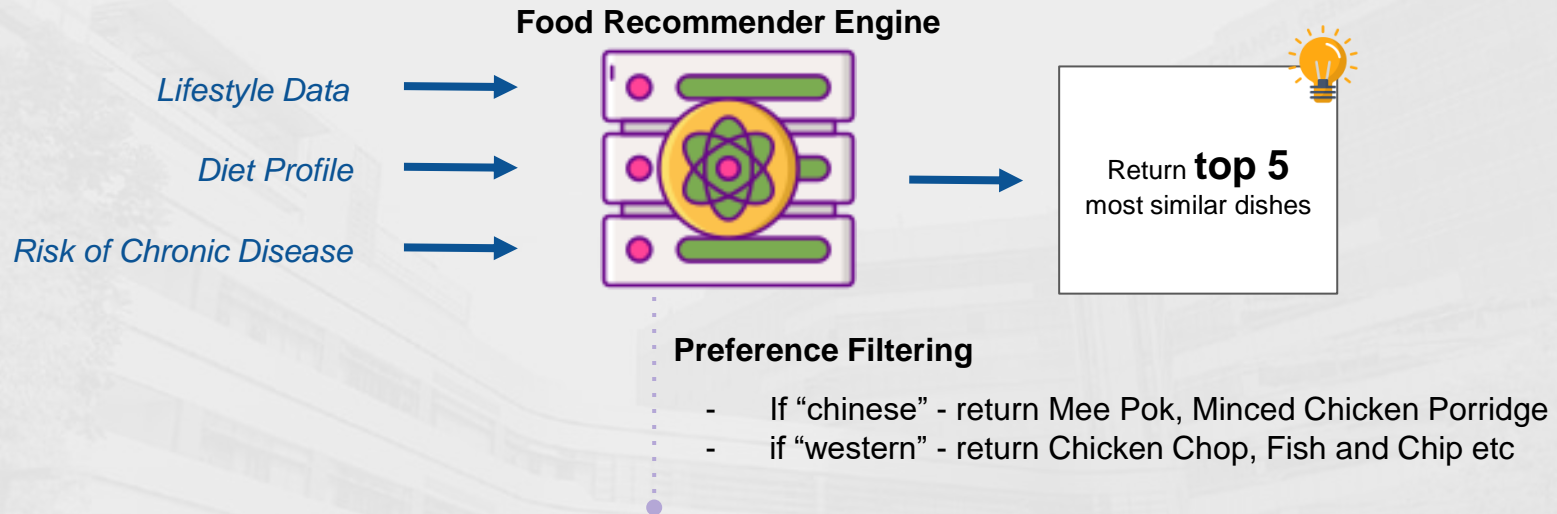 Food Recommender Engine
Lifestyle Data
Diet Profile
Risk of Chronic Disease
Return top 5
most similar dishes
Preference Filtering
- If “chinese” - return Mee Pok, Minced Chicken Porridge
- if “western” - return Chicken Chop, Fish and Chip etc